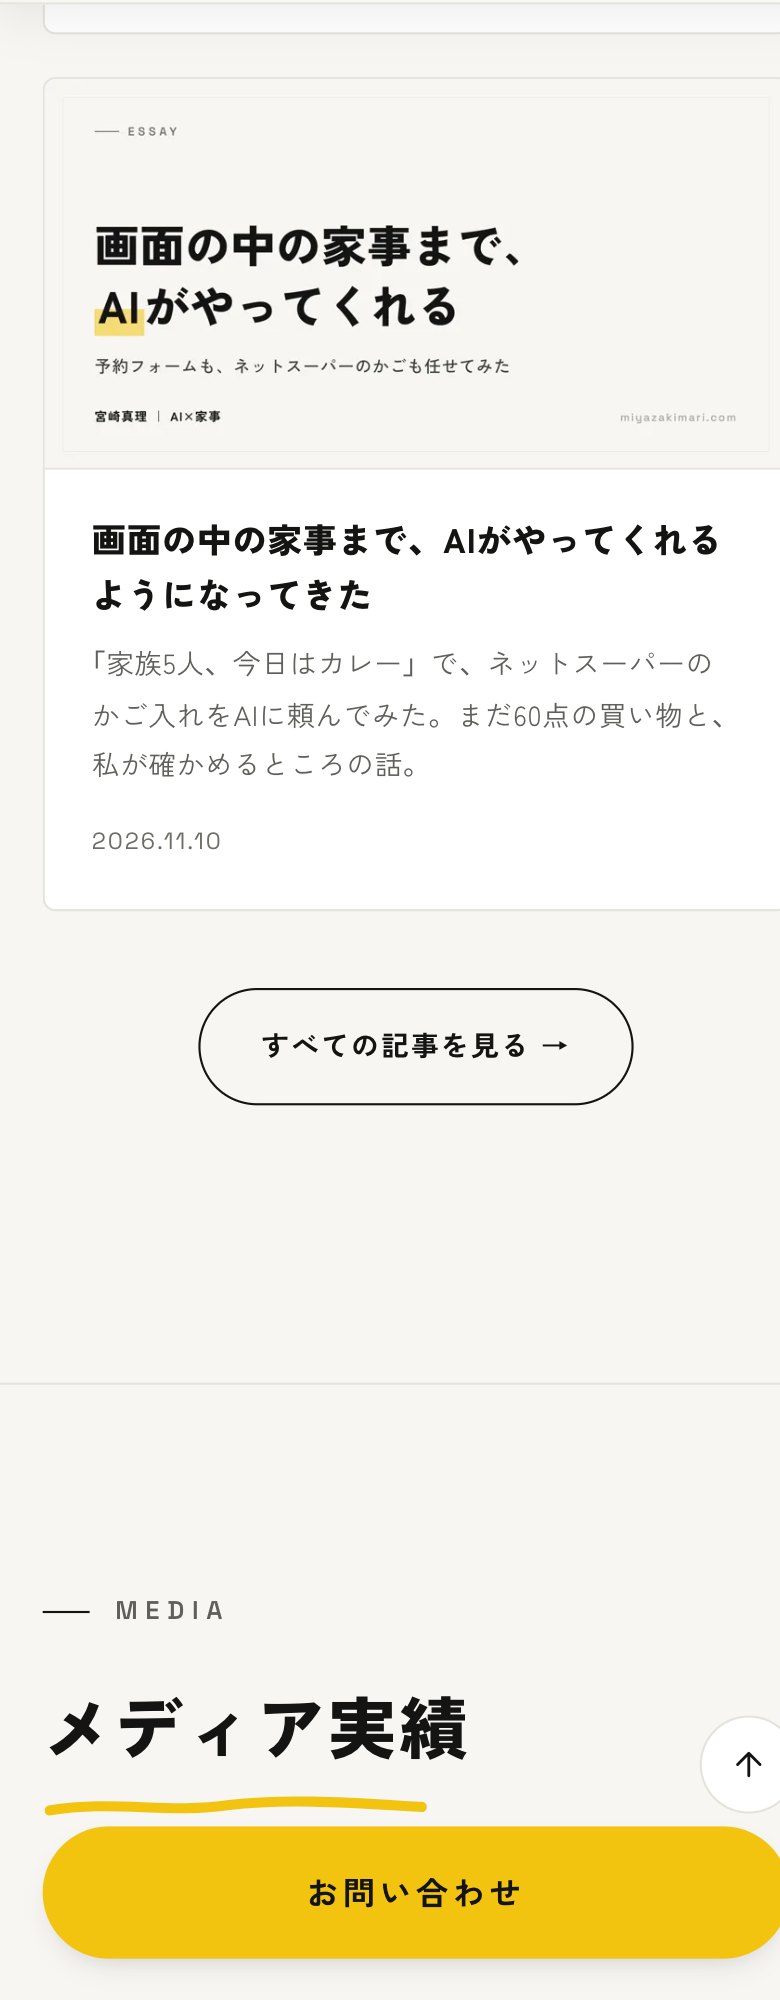 ESSAY
画面の中の家事まで、
AIがやってくれる
予約フォームも、ネットスーパーのかごも任せてみた
宮崎真理 | AI×家事
miyazakimari.com
画面の中の家事まで、AIがやってくれる
ようになってきた
「家族5人、今日はカレー」で、ネットスーパーの
かご入れをAIに頼んでみた。まだ60点の買い物と、
私が確かめるところの話。
2026.11.10
すべての記事を見る →
MEDIA
メディア実績
お問い合わせ